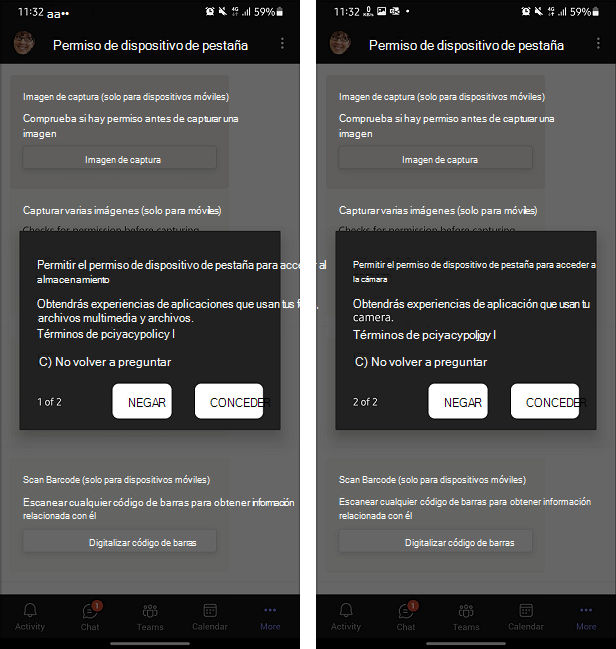 11:32 aa•• 59%
Permiso de dispositivo de pestaña
Imagen de captura (solo para dispositivos móviles)
Comprueba si hay permiso antes de capturar una
imagen
Imagen de captura
Capturar varias imágenes (solo para móviles)
Checks for permission before capturing
Permitir el permiso de dispositivo de pestaña para acceder al
almacenamiento
Obtendrás experiencias de aplicaciones que usan tus
archivos multimedia y archivos.
Términos de pciyacypolicy l
C) No volver a preguntar
1 of 2
NEGAR
CONCEDER
Scan Barcode (solo para dispositivos móviles)
Escanear cualquier código de barras para obtener información
relacionada con él
Digitalizar código de barras
Activity
1
Chat
Teams
Calendar
More
11:32 59%
Permiso de dispositivo de pestaña
Imagen de captura (solo para dispositivos móviles)
Comprueba si hay permiso antes de capturar una
imagen
Imagen de captura
Capturar varias imágenes (solo para móviles)
Checks for permission before capturing
Permitir el permiso de dispositivo de pestaña para acceder a
la cámara
Obtendrás experiencias de aplicación que usan tu
camera.
Términos de pciyacypoljgy l
C) No volver a preguntar
2 of 2
NEGAR
CONCEDER
Scan Barcode (solo para dispositivos móviles)
Escanear cualquier código de barras para obtener información
relacionada con él
Digitalizar código de barras
Activity
1
Chat
Teams
Calendar
More